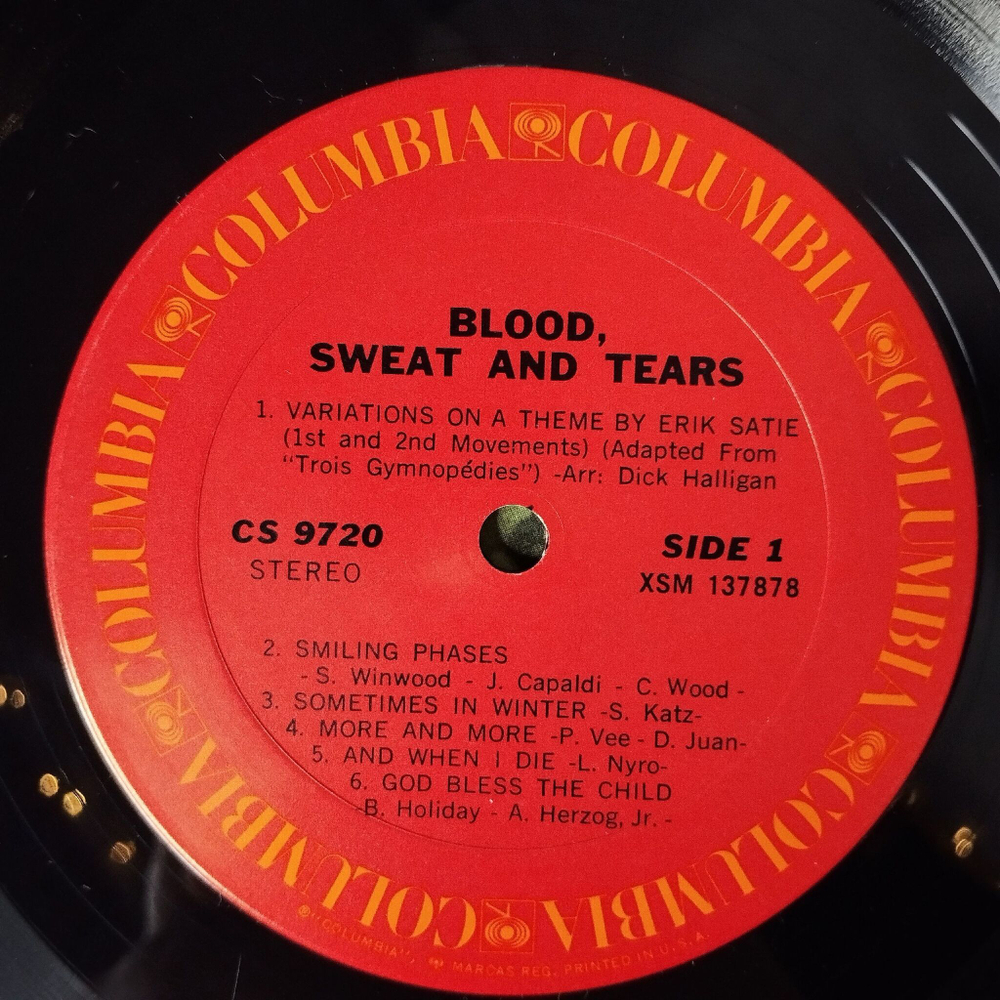 COLUMBIA COLUMBIA COLUMBIA COLUMBIA COLUMBIA COLUMBIA
BLOOD,
SWEAT AND TEARS
1. VARIATIONS ON A THEME BY ERIK SATIE
(1st and 2nd Movements) (Adapted From
“Trois Gymnopédies”) -Arr: Dick Halligan
CS 9720
STEREO
SIDE 1
XSM 137878
2. SMILING PHASES
- S. Winwood - J. Capaldi - C. Wood -
3. SOMETIMES IN WINTER -S. Katz-
4. MORE AND MORE -P. Vee - D. Juan-
5. AND WHEN I DIE -L. Nyro-
6. GOD BLESS THE CHILD
-B. Holiday - A. Herzog, Jr. -
®“COLUMBIA”, MARCAS REG. PRINTED IN U.S.A.